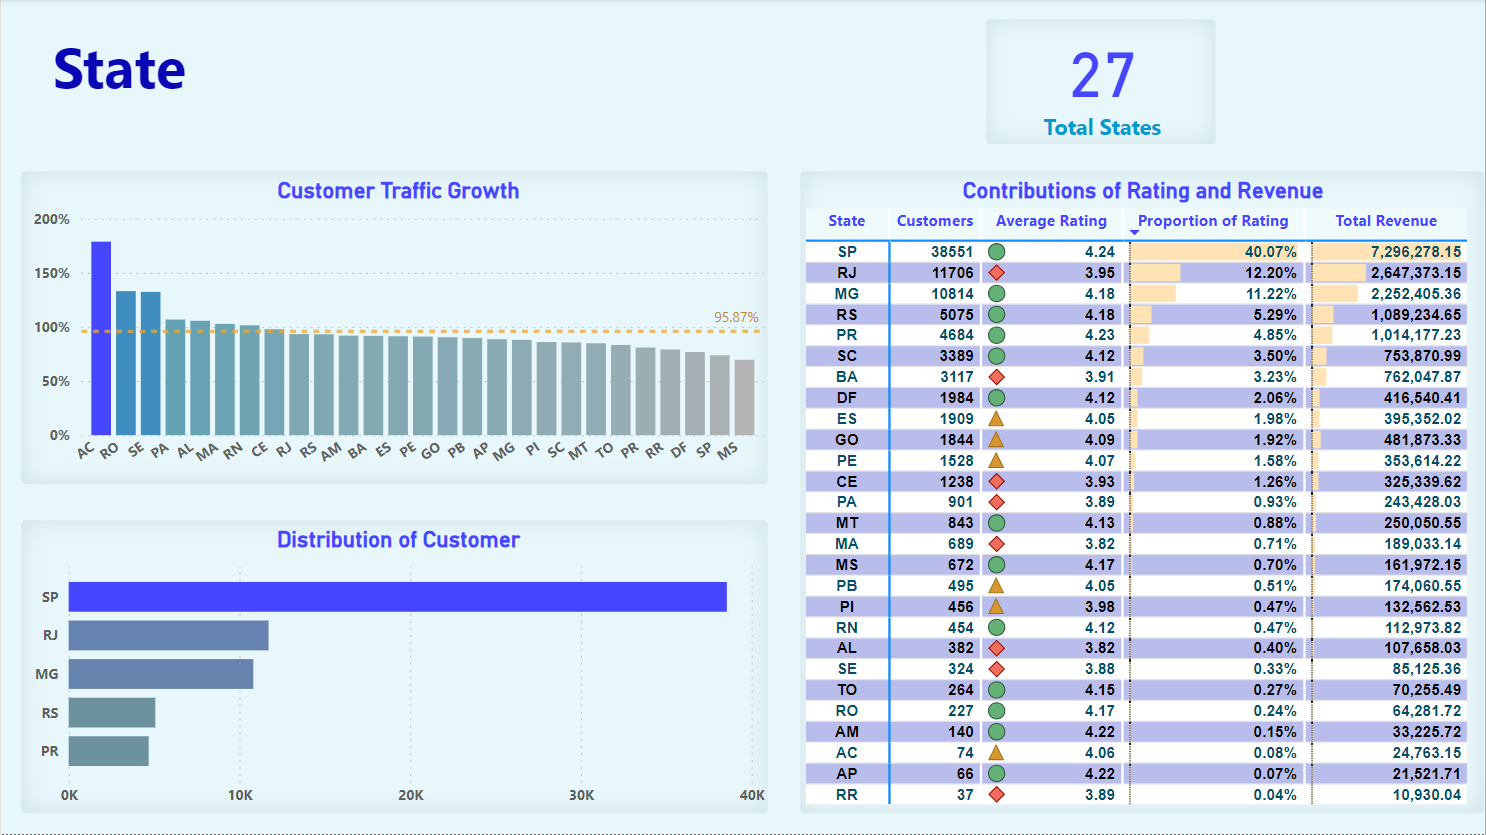 State
27
Total States
Customer Traffic Growth
200%
150%
100%
50%
0%
95.87%
AC RO SE PA AL MA RN CE RJ RS AM BA ES PE GO PB AP MG PI SC MT TO PR RR DF SP MS
Distribution of Customer
SP
RJ
MG
RS
PR
0K 10K 20K 30K 40K
Contributions of Rating and Revenue
State Customers Average Rating Proportion of Rating Total Revenue
SP 38551 4.24 40.07% 7,296,278.15
RJ 11706 3.95 12.20% 2,647,373.15
MG 10814 4.18 11.22% 2,252,405.36
RS 5075 4.18 5.29% 1,089,234.65
PR 4684 4.23 4.85% 1,014,177.23
SC 3389 4.12 3.50% 753,870.99
BA 3117 3.91 3.23% 762,047.87
DF 1984 4.12 2.06% 416,540.41
ES 1909 4.05 1.98% 395,352.02
GO 1844 4.09 1.92% 481,873.33
PE 1528 4.07 1.58% 353,614.22
CE 1238 3.93 1.26% 325,339.62
PA 901 3.89 0.93% 243,428.03
MT 843 4.13 0.88% 250,050.55
MA 689 3.82 0.71% 189,033.14
MS 672 4.17 0.70% 161,972.15
PB 495 4.05 0.51% 174,060.55
PI 456 3.98 0.47% 132,562.53
RN 454 4.12 0.47% 112,973.82
AL 382 3.82 0.40% 107,658.03
SE 324 3.88 0.33% 85,125.36
TO 264 4.15 0.27% 70,255.49
RO 227 4.17 0.24% 64,281.72
AM 140 4.22 0.15% 33,225.72
AC 74 4.06 0.08% 24,763.15
AP 66 4.22 0.07% 21,521.71
RR 37 3.89 0.04% 10,930.04